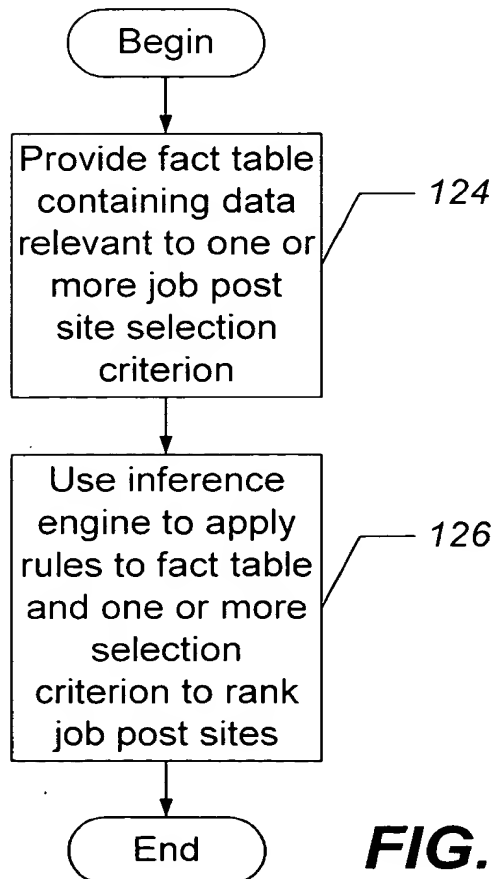 Begin
Provide fact table
containing data
relevant to one or
more job post
site selection
criterion
124
Use inference
engine to apply
rules to fact table
and one or more
selection
criterion to rank
job post sites
126
End
FIG.